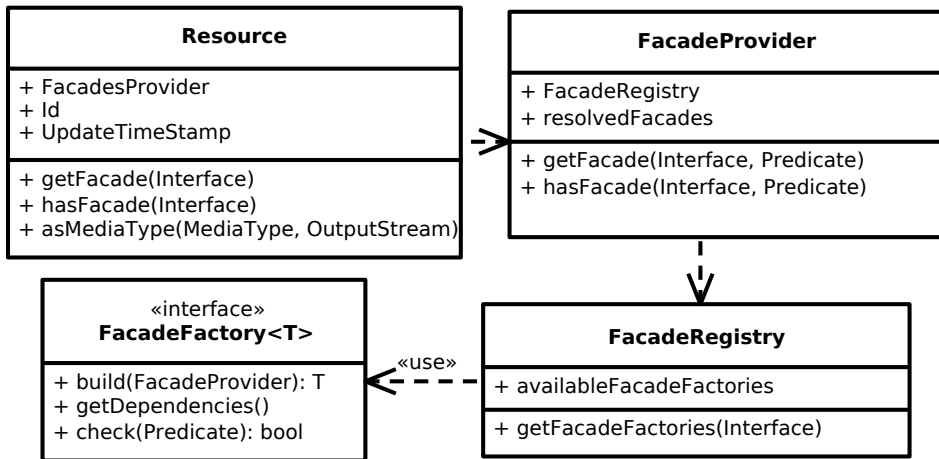 Resource
+ FacadesProvider
+ Id
+ UpdateTimeStamp
+ getFacade(Interface)
+ hasFacade(Interface)
+ asMediaType(MediaType, OutputStream)
FacadeProvider
+ FacadeRegistry
+ resolvedFacades
+ getFacade(Interface, Predicate)
+ hasFacade(Interface, Predicate)
«interface»
FacadeFactory<T>
+ build(FacadeProvider): T
+ getDependencies()
+ check(Predicate): bool
«use»
FacadeRegistry
+ availableFacadeFactories
+ getFacadeFactories(Interface)